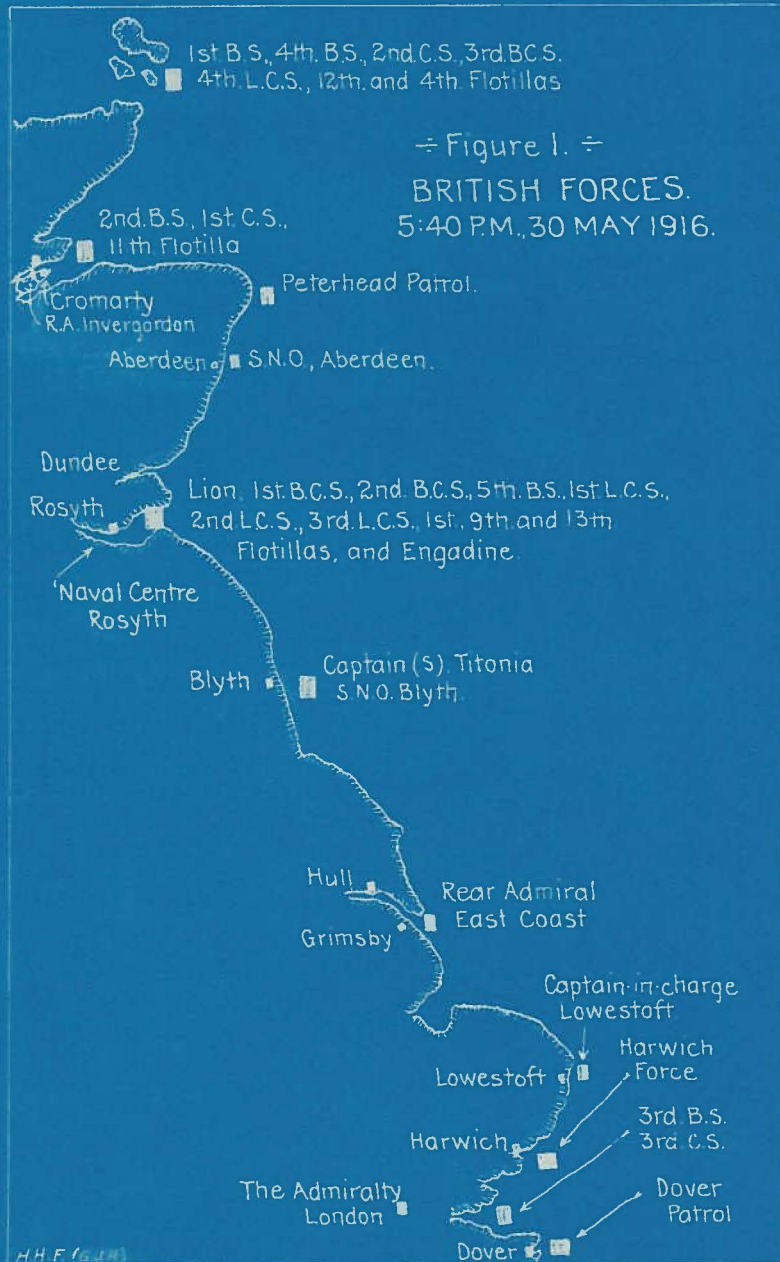 1st B.S., 4th. B.S., 2nd. C.S., 3rd. B.C.S.
4th. L.C.S., 12th. and 4th. Flotillas
÷ Figure 1. ÷
BRITISH FORCES.
5:40 P.M., 30 MAY 1916.
2nd. B.S., 1st. C.S.,
11th Flotilla
Cromarty
R.A. Invergordon
Peterhead Patrol.
Aberdeen
S.N.O., Aberdeen.
Dundee
Rosyth
Lion, 1st. B.C.S., 2nd. B.C.S., 5th. B.S., 1st. L.C.S.,
2nd. L.C.S., 3rd. L.C.S., 1st, 9th. and 13th
Flotillas, and Engadine
'Naval Centre
Rosyth
Blyth
Captain (S). Titonia
S.N.O. Blyth.
Hull
Grimsby
Rear Admiral
East Coast
Captain-in-charge
Lowestoft
Lowestoft
Harwich
Force
Harwich
3rd. B.S.
3rd. C.S.
The Admiralty
London
Dover
Patrol
Dover
H.H.F.